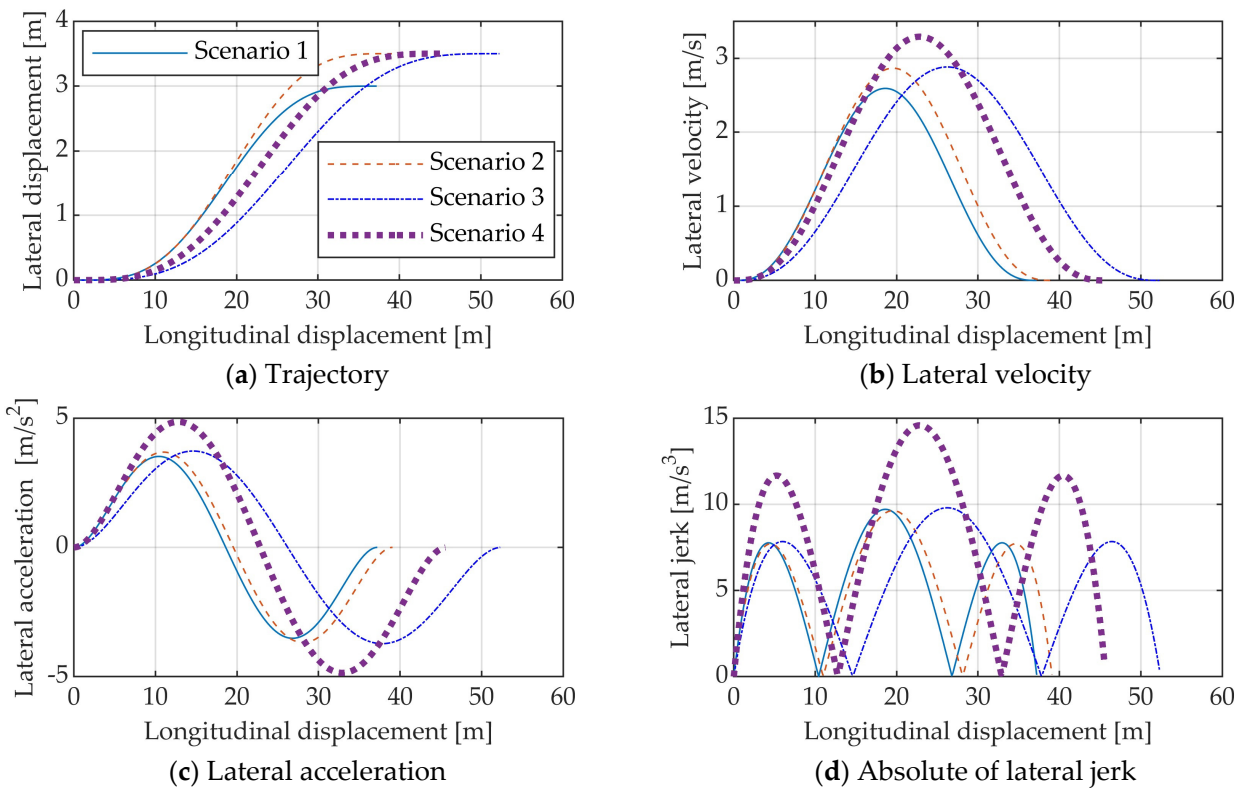 4
3
2
1
0
Lateral displacement [m]
Scenario 1
Scenario 2
Scenario 3
Scenario 4
0 10 20 30 40 50 60
Longitudinal displacement [m]
(a) Trajectory
3
2
1
0
Lateral velocity [m/s]
0 10 20 30 40 50 60
Longitudinal displacement [m]
(b) Lateral velocity
5
0
-5
Lateral acceleration [m/s²]
0 10 20 30 40 50 60
Longitudinal displacement [m]
(c) Lateral acceleration
15
10
5
0
Lateral jerk [m/s³]
0 10 20 30 40 50 60
Longitudinal displacement [m]
(d) Absolute of lateral jerk